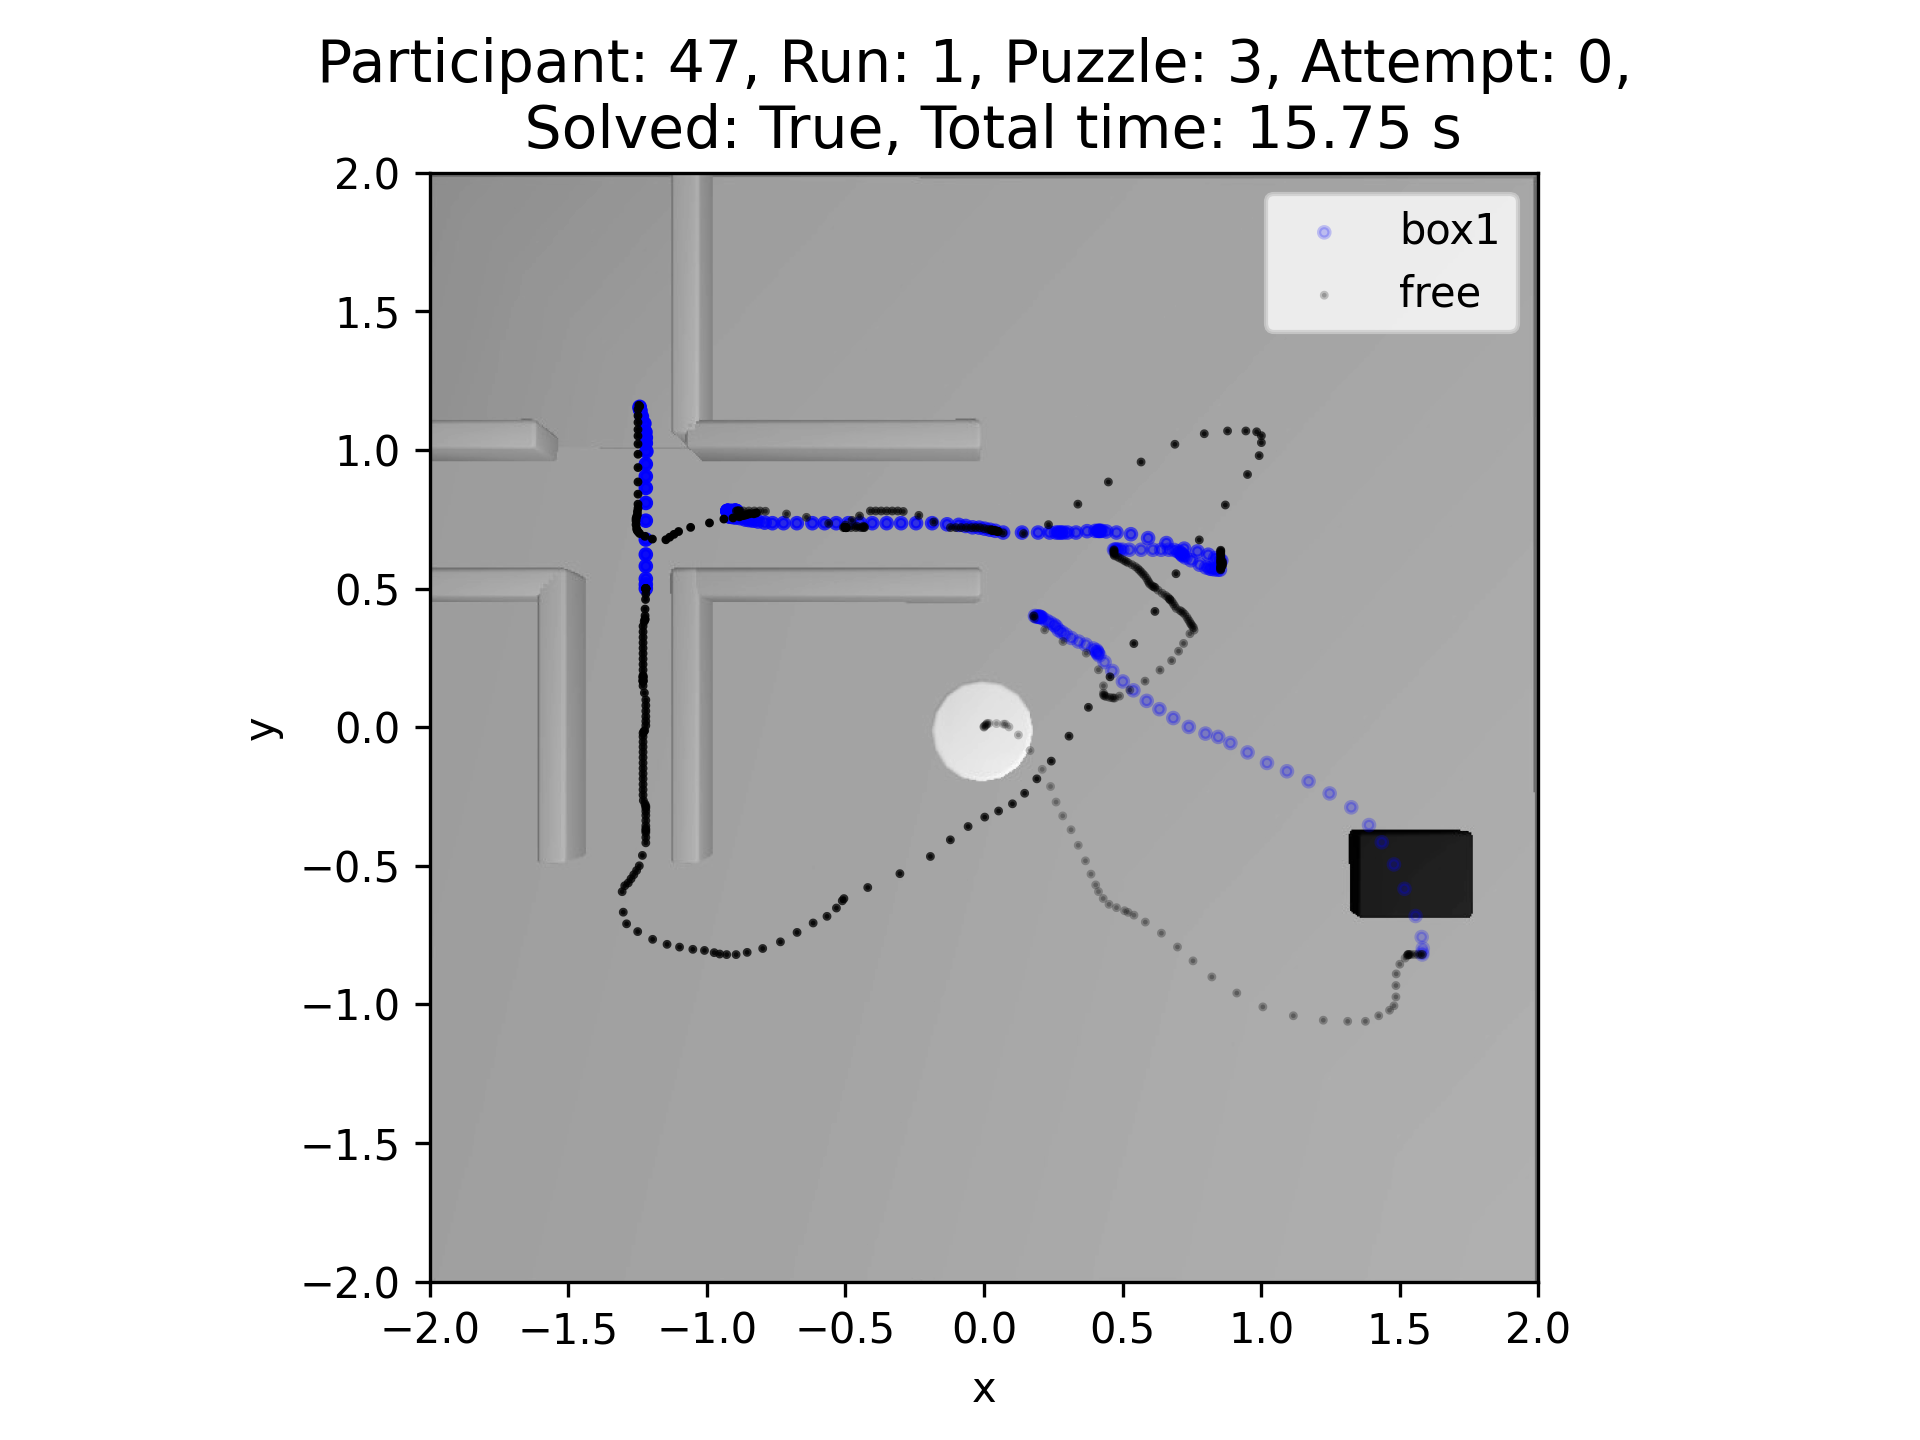 Participant: 47, Run: 1, Puzzle: 3, Attempt: 0,
Solved: True, Total time: 15.75 s
box1
free
2.0
1.5
1.0
0.5
0.0
−0.5
−1.0
−1.5
−2.0
y
−2.0 −1.5 −1.0 −0.5 0.0 0.5 1.0 1.5 2.0
x